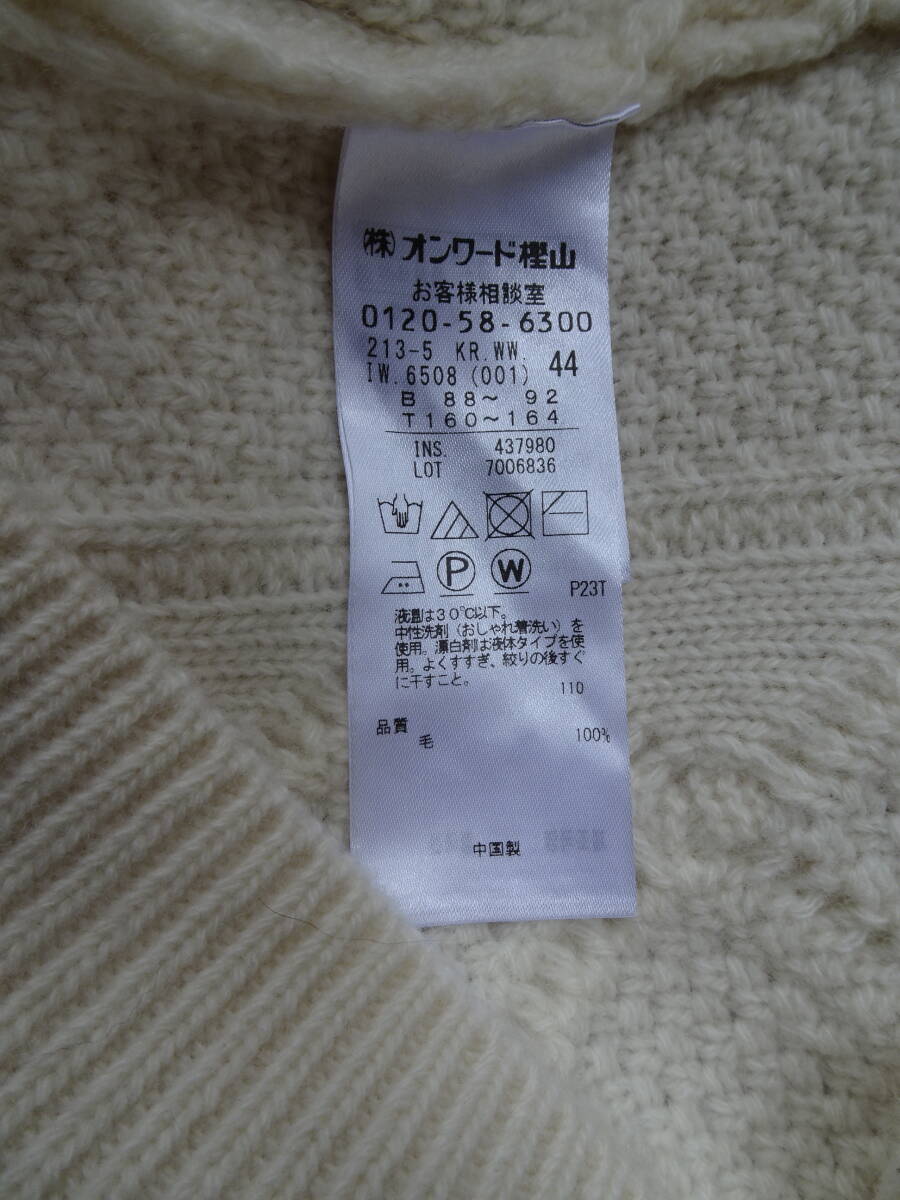 (株)オンワード樫山
お客様相談室
0120-58-6300
213-5 KR.WW.
IW.6508 (001) 44
B 88～ 92
T160～164
INS. 437980
LOT 7006836
P W
P23T
液温は30℃以下。
中性洗剤（おしゃれ着洗い）を
使用。漂白剤は液体タイプを使
用。よくすすぎ、絞りの後すぐ
に干すこと。
110
品質
毛 100%
中国製